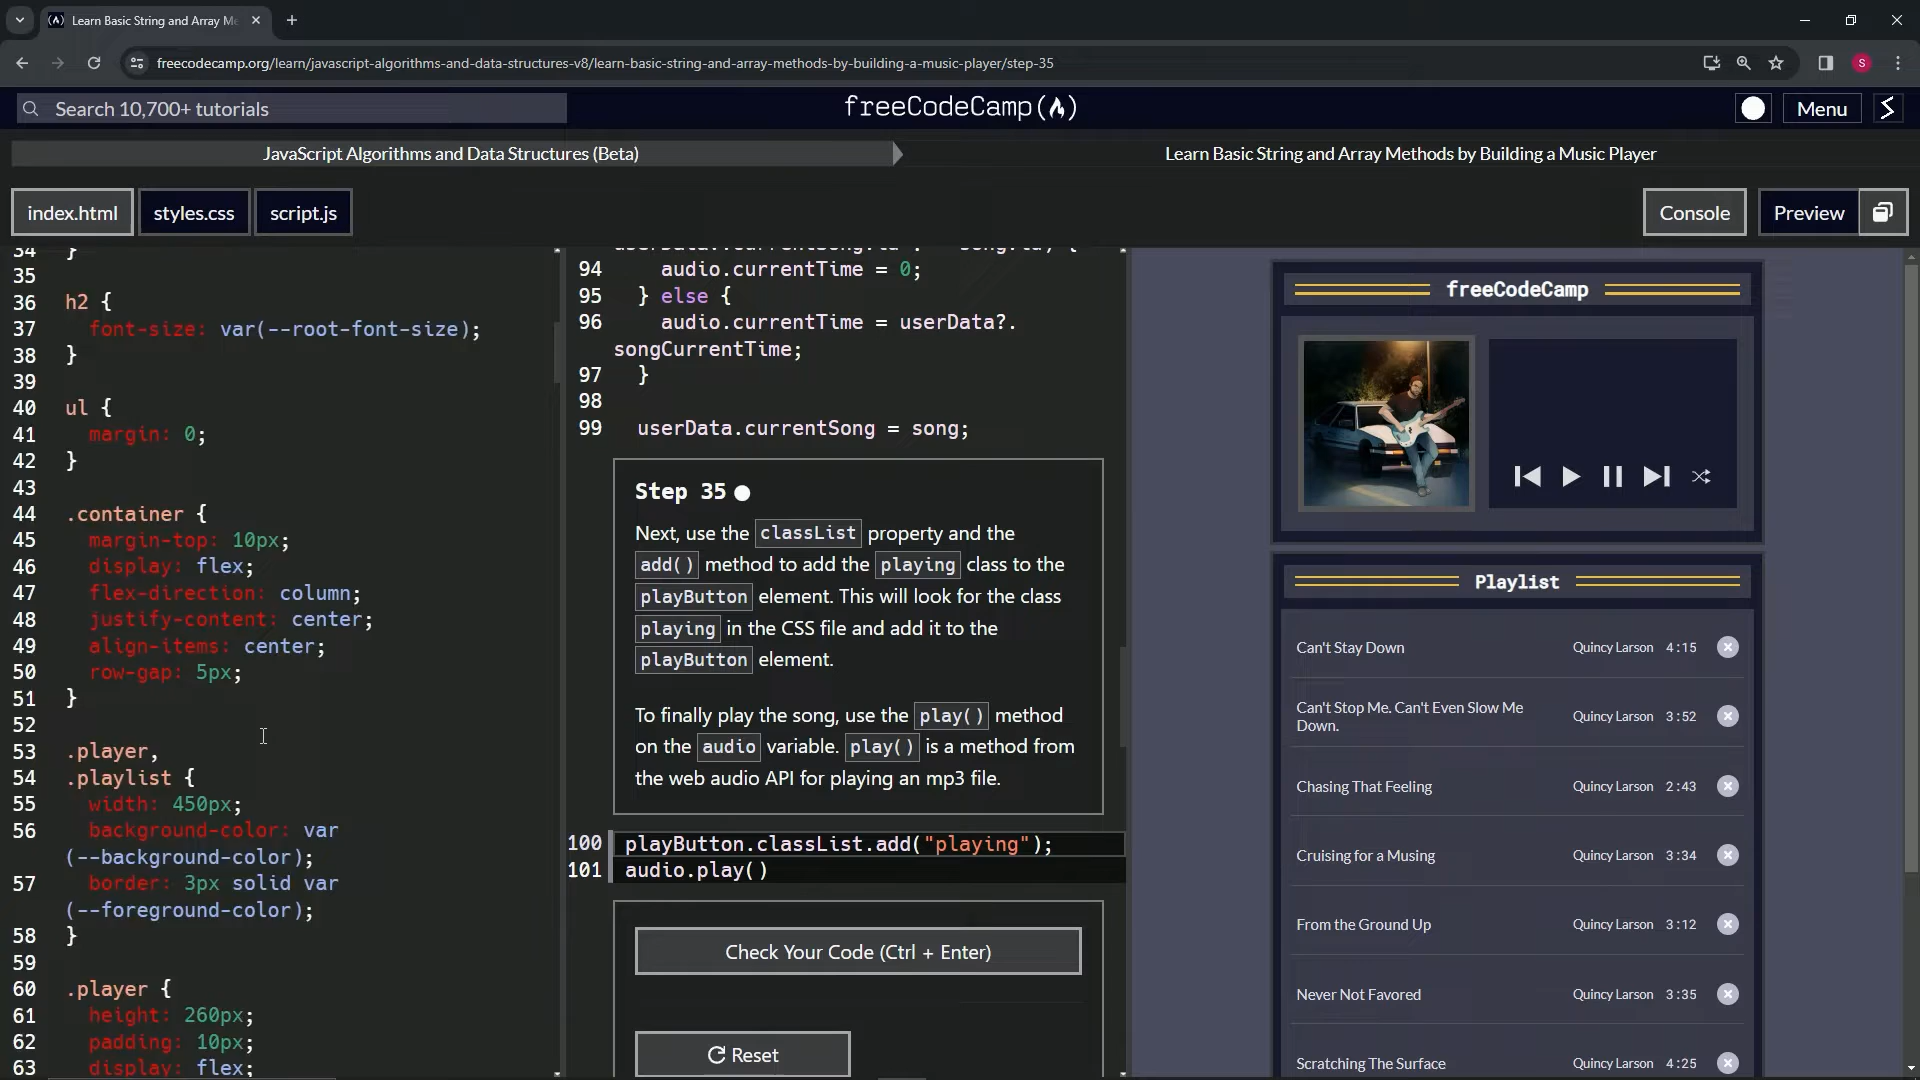 Learn Basic String and Array Me
freecodecamp.org/learn/javascript-algorithms-and-data-structures-v8/learn-basic-string-and-array-methods-by-building-a-music-player/step-35
S
Search 10,700+ tutorials
freeCodeCamp
Menu
JavaScript Algorithms and Data Structures (Beta)
Learn Basic String and Array Methods by Building a Music Player
index.html
styles.css
script.js
Console
Preview
34 }
35
36 h2 {
37 font-size: var(--root-font-size);
38 }
39
40 ul {
41 margin: 0;
42 }
43
44 .container {
45 margin-top: 10px;
46 display: flex;
47 flex-direction: column;
48 justify-content: center;
49 align-items: center;
50 row-gap: 5px;
51 }
52
53 .player,
54 .playlist {
55 width: 450px;
56 background-color: var
(--background-color);
57 border: 3px solid var
(--foreground-color);
58 }
59
60 .player {
61 height: 260px;
62 padding: 10px;
63 display: flex;
94 audio.currentTime = 0;
95 } else {
96 audio.currentTime = userData?.
songCurrentTime;
97 }
98
99 userData.currentSong = song;
Step 35
Next, use the classList property and the
add() method to add the playing class to the
playButton element. This will look for the class
playing in the CSS file and add it to the
playButton element.
To finally play the song, use the play() method
on the audio variable. play() is a method from
the web audio API for playing an mp3 file.
100 playButton.classList.add("playing");
101 audio.play()
Check Your Code (Ctrl + Enter)
Reset
freeCodeCamp
Playlist
Can't Stay Down Quincy Larson 4:15
Can't Stop Me. Can't Even Slow Me
Down. Quincy Larson 3:52
Chasing That Feeling Quincy Larson 2:43
Cruising for a Musing Quincy Larson 3:34
From the Ground Up Quincy Larson 3:12
Never Not Favored Quincy Larson 3:35
Scratching The Surface Quincy Larson 4:25